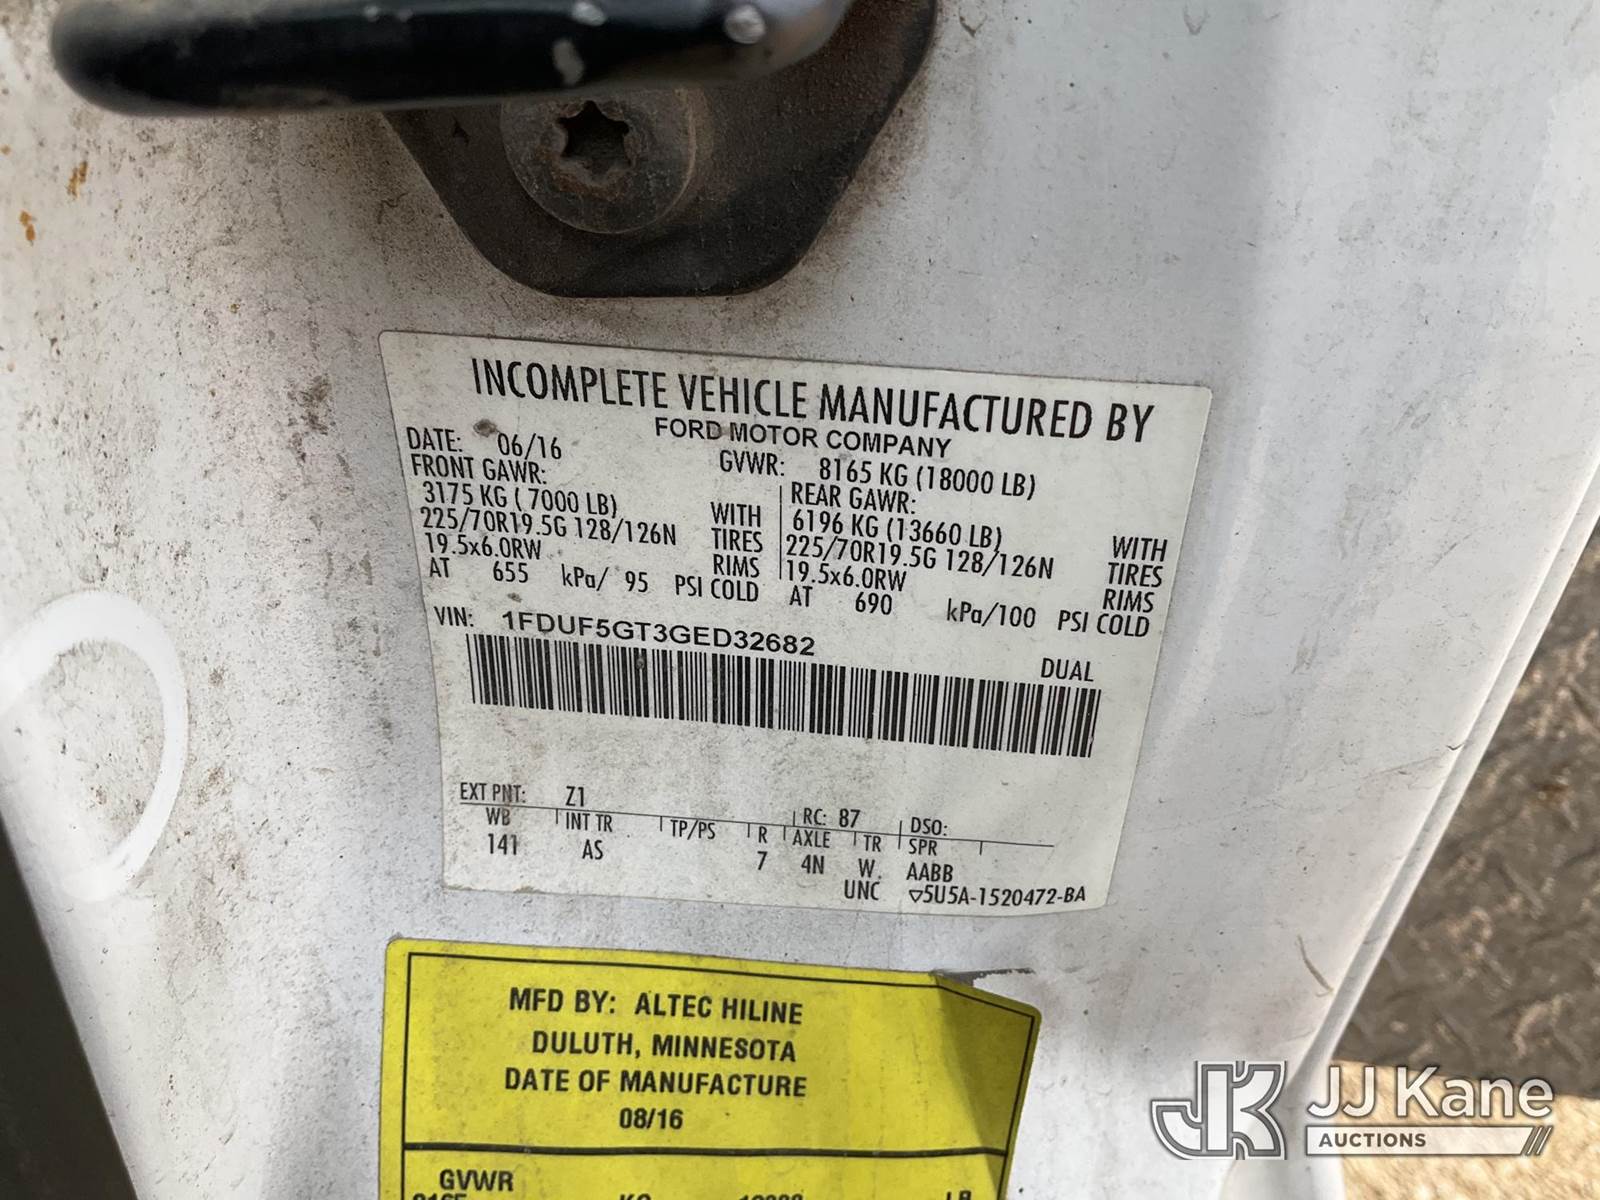 INCOMPLETE VEHICLE MANUFACTURED BY
FORD MOTOR COMPANY
DATE: 06/16 GVWR: 8165 KG (18000 LB)
FRONT GAWR: REAR GAWR:
3175 KG ( 7000 LB) WITH 6196 KG (13660 LB) WITH
225/70R19.5G 128/126N TIRES 225/70R19.5G 128/126N TIRES
19.5x6.0RW RIMS 19.5x6.0RW RIMS
AT 655 kPa/ 95 PSI COLD AT 690 kPa/100 PSI COLD
VIN: 1FDUF5GT3GED32682
DUAL
EXT PNT: Z1 RC: 87 DSO:
WB INT TR TP/PS R AXLE TR SPR
141 AS 7 4N W. AABB
UNC ▽5U5A-1520472-BA
MFD BY: ALTEC HILINE
DULUTH, MINNESOTA
DATE OF MANUFACTURE
08/16
GVWR
JJ Kane
AUCTIONS